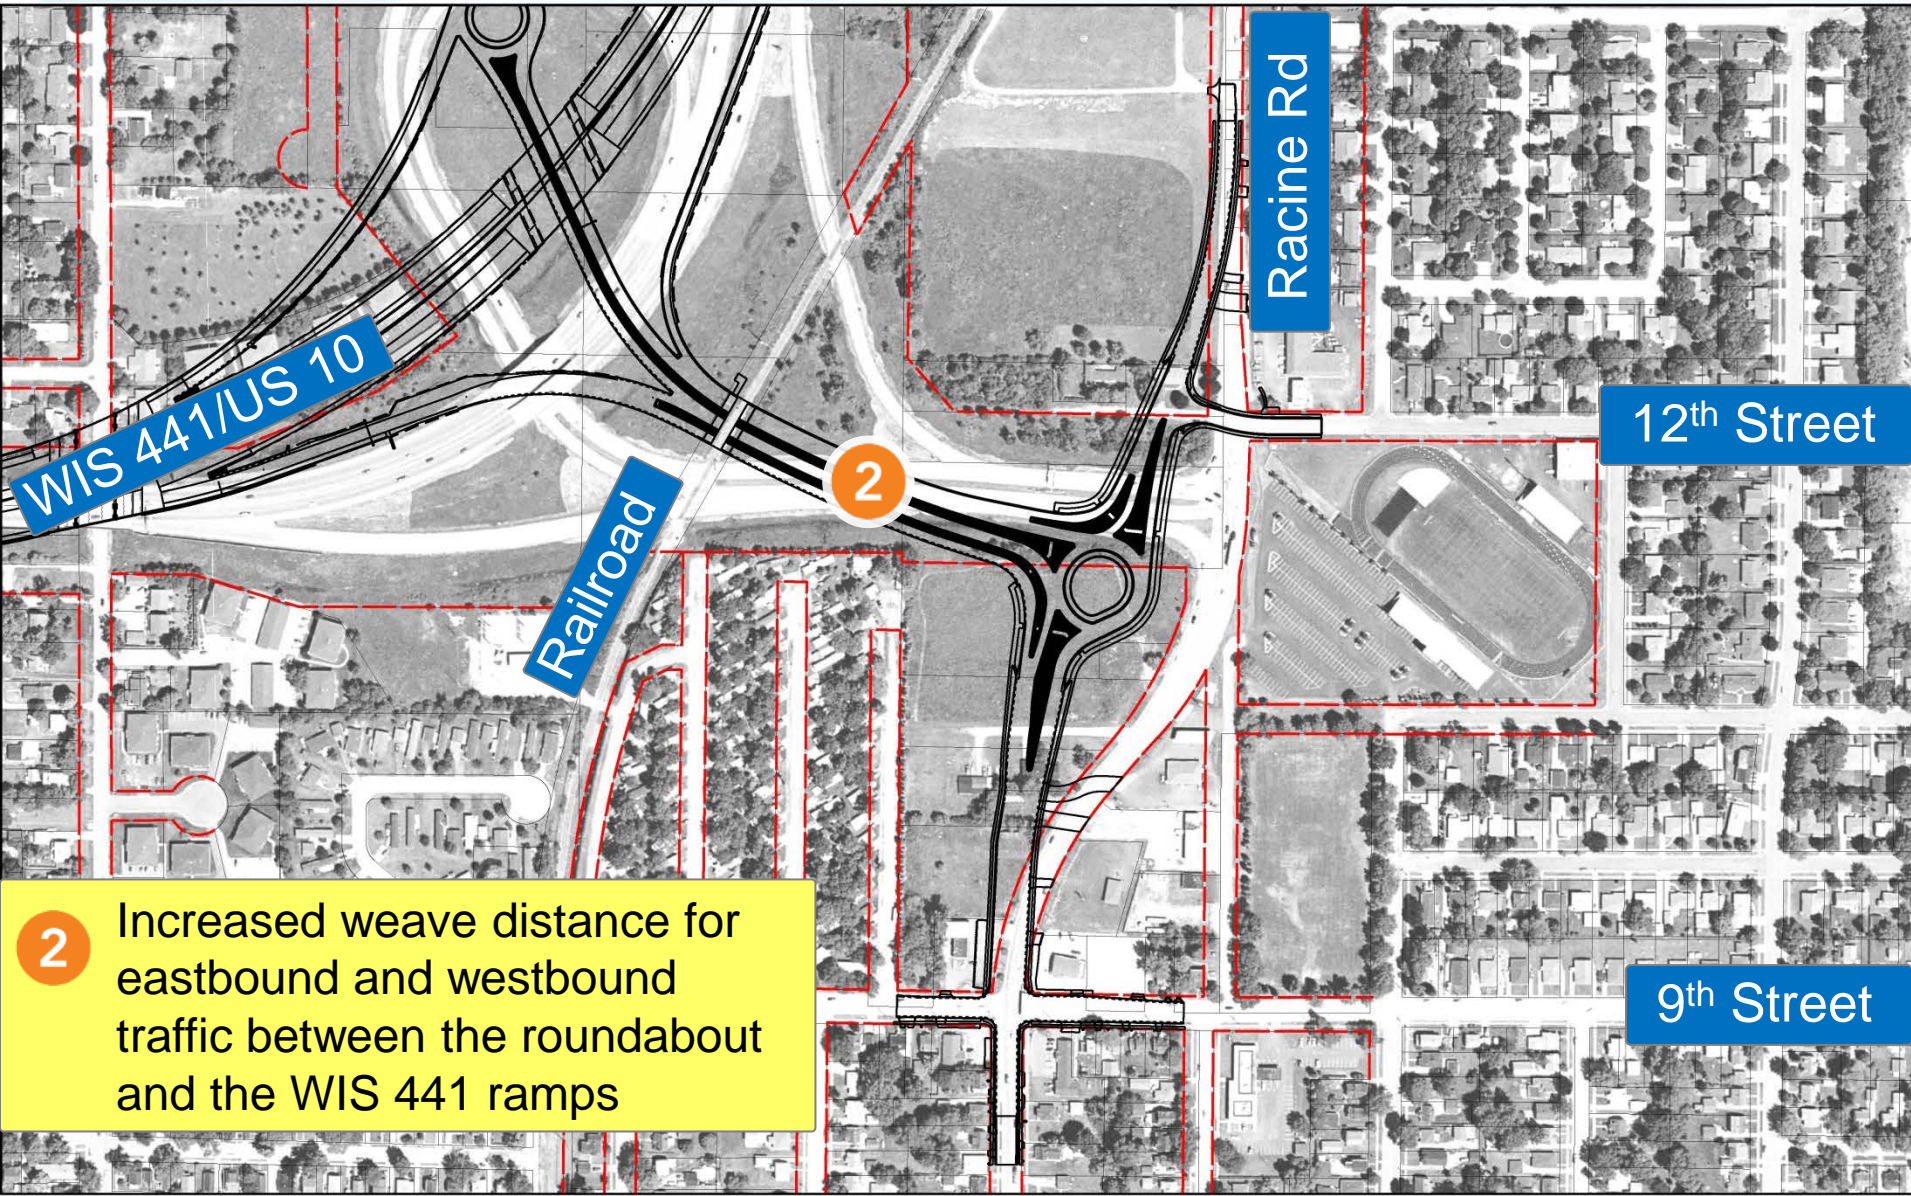 Racine Rd
WIS 441/US 10
12th Street
2
Railroad
2
Increased weave distance for
eastbound and westbound
traffic between the roundabout
and the WIS 441 ramps
9th Street